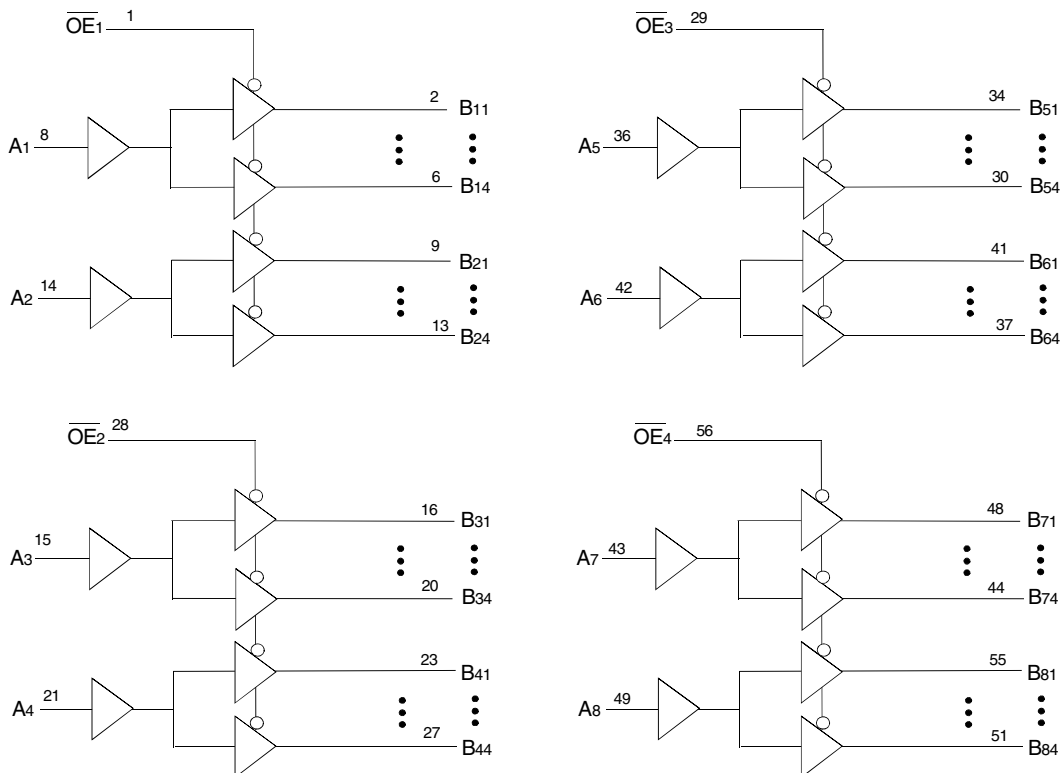 OE1 1
2 B11
A1 8
6 B14
9 B21
A2 14
13 B24
OE3 29
34 B51
A5 36
30 B54
41 B61
A6 42
37 B64
OE2 28
16 B31
A3 15
20 B34
23 B41
A4 21
27 B44
OE4 56
48 B71
A7 43
44 B74
55 B81
A8 49
51 B84